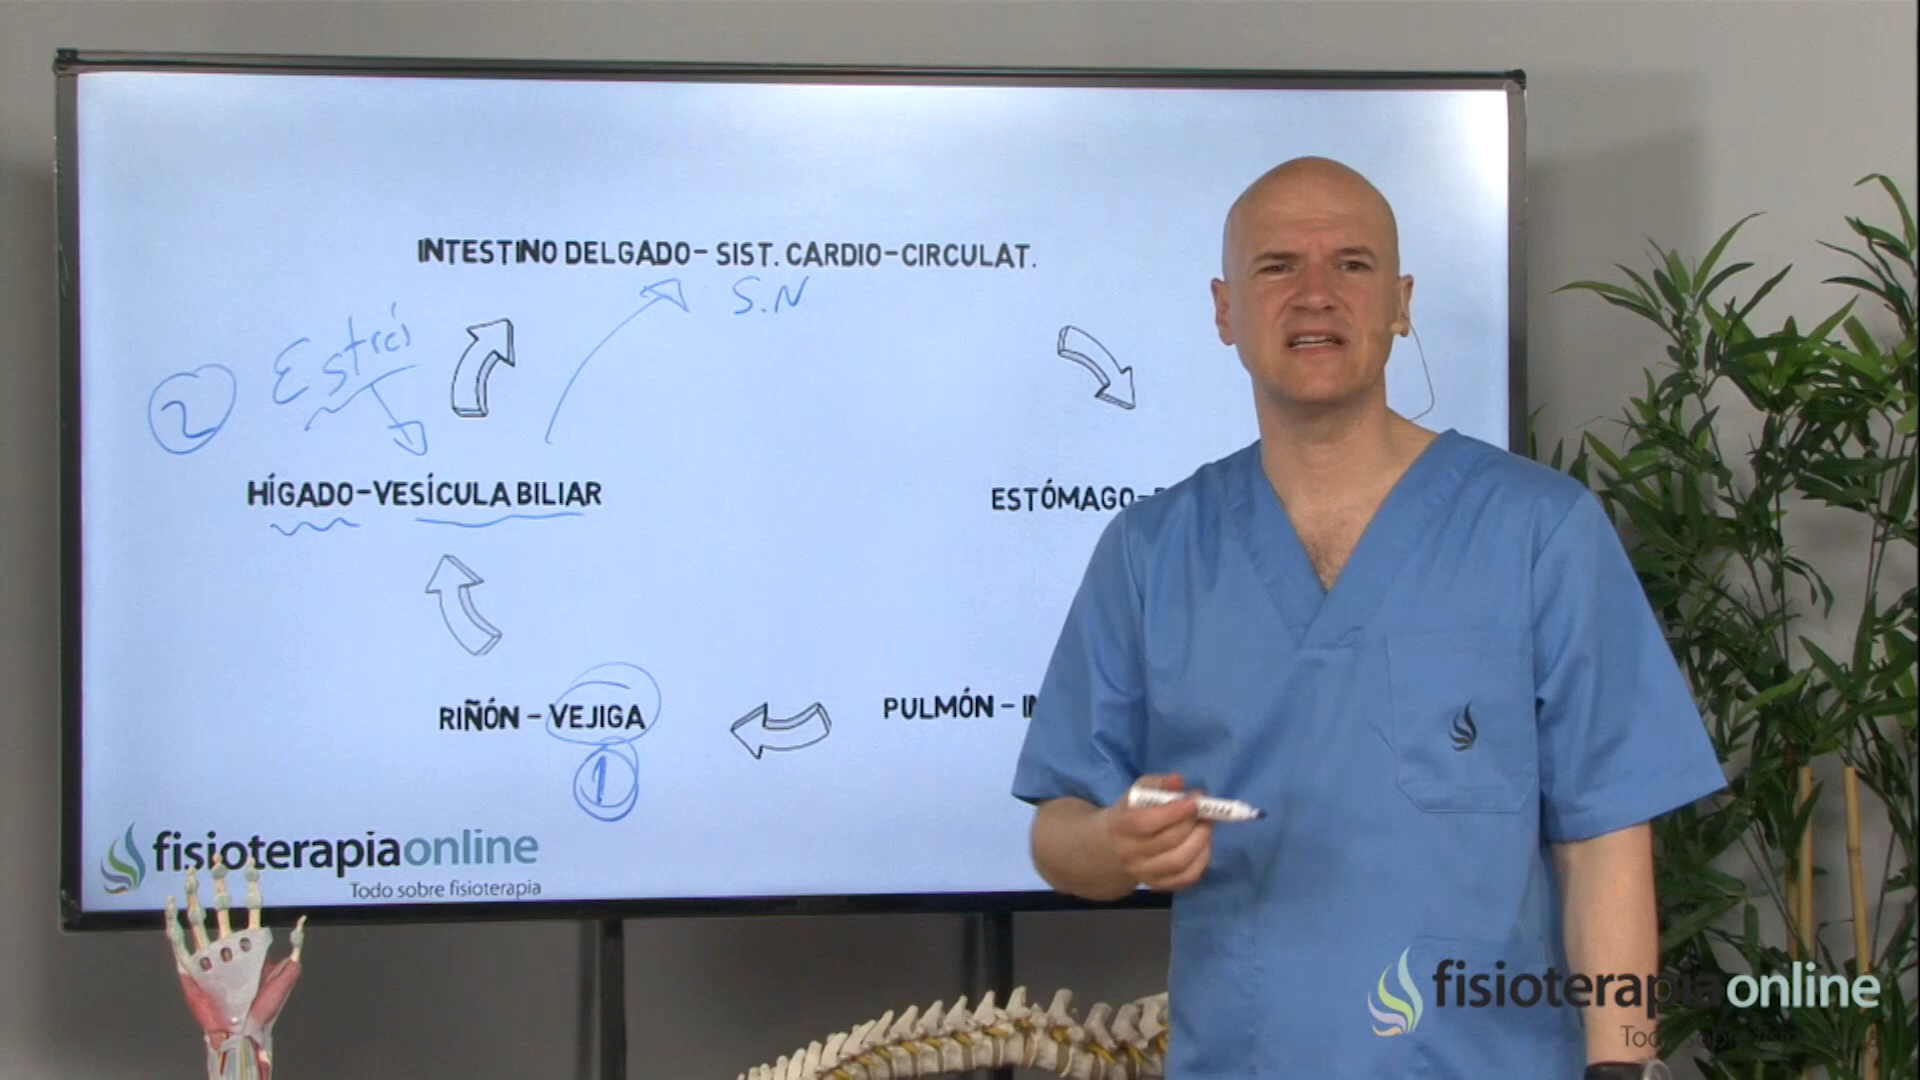 INTESTINO DELGADO- SIST. CARDIO-CIRCULAT.
S.N
Estrés
2
HÍGADO-VESÍCULA BILIAR
ESTÓMAGO-
RIÑÓN - VEJIGA
PULMÓN - IN
1
fisioterapiaonline
Todo sobre fisioterapia
fisioterapiaonline